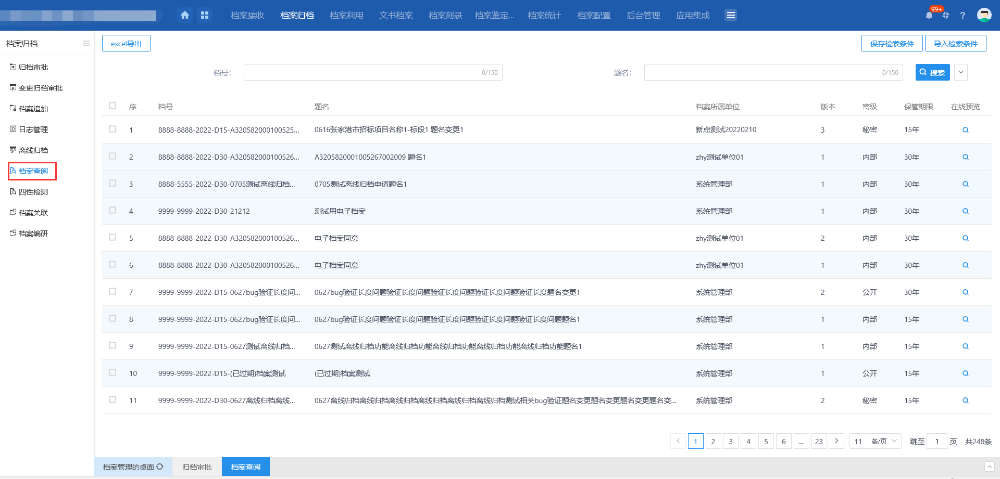 档案接收 档案归档 档案利用 文书档案 档案刻录 档案鉴定... 档案统计 档案配置 后台管理 应用集成 99+ ?
档案归档
归档审批
变更归档审批
档案追加
日志管理
离线归档
档案查阅
四性检测
档案关联
档案编研
excel导出 保存检索条件 导入检索条件
档号: 0/150 题名: 0/150 搜索
序 档号 题名 档案所属单位 版本 密级 保管期限 在线预览
1 8888-8888-2022-D15-A320582000100525... 0616张家港市招标项目名称1-标段1 题名变更1 新点测试20220210 3 秘密 15年
2 8888-8888-2022-D30-A320582000100526... A3205820001005267002009 题名1 zhy测试单位01 1 内部 30年
3 8888-5555-2022-D30-0705测试离线归档... 0705测试离线归档申请题名1 系统管理部 1 内部 30年
4 9999-9999-2022-D30-21212 测试用电子档案 系统管理部 1 内部 30年
5 8888-8888-2022-D30-A320582000100526... 电子档案同意 zhy测试单位01 2 内部 30年
6 8888-8888-2022-D30-A320582000100526... 电子档案同意 zhy测试单位01 1 内部 30年
7 9999-9999-2022-D15-0627bug验证长度问... 0627bug验证长度问题验证长度问题验证长度问题验证长度问题验证长度题名变更1 系统管理部 2 公开 30年
8 9999-9999-2022-D15-0627bug验证长度问... 0627bug验证长度问题验证长度问题验证长度问题验证长度问题验证长度问题题名1 系统管理部 1 内部 15年
9 9999-9999-2022-D15-0627测试离线归档... 0627测试离线归档功能离线归档功能离线归档功能离线归档功能离线归档功能题名1 系统管理部 1 内部 15年
10 9999-9999-2022-D15-(已过期)档案测试 (已过期)档案测试 系统管理部 1 公开 15年
11 9999-9999-2022-D30-0627离线归档离线... 0627离线归档离线归档离线归档离线归档离线归档离线归档测试相关bug验证题名变更题名变更题名变更题名变... 系统管理部 2 秘密 15年
1 2 3 4 5 6 ... 23 11 条/页 跳至 1 页 共248条
档案管理的桌面 归档审批 档案查阅